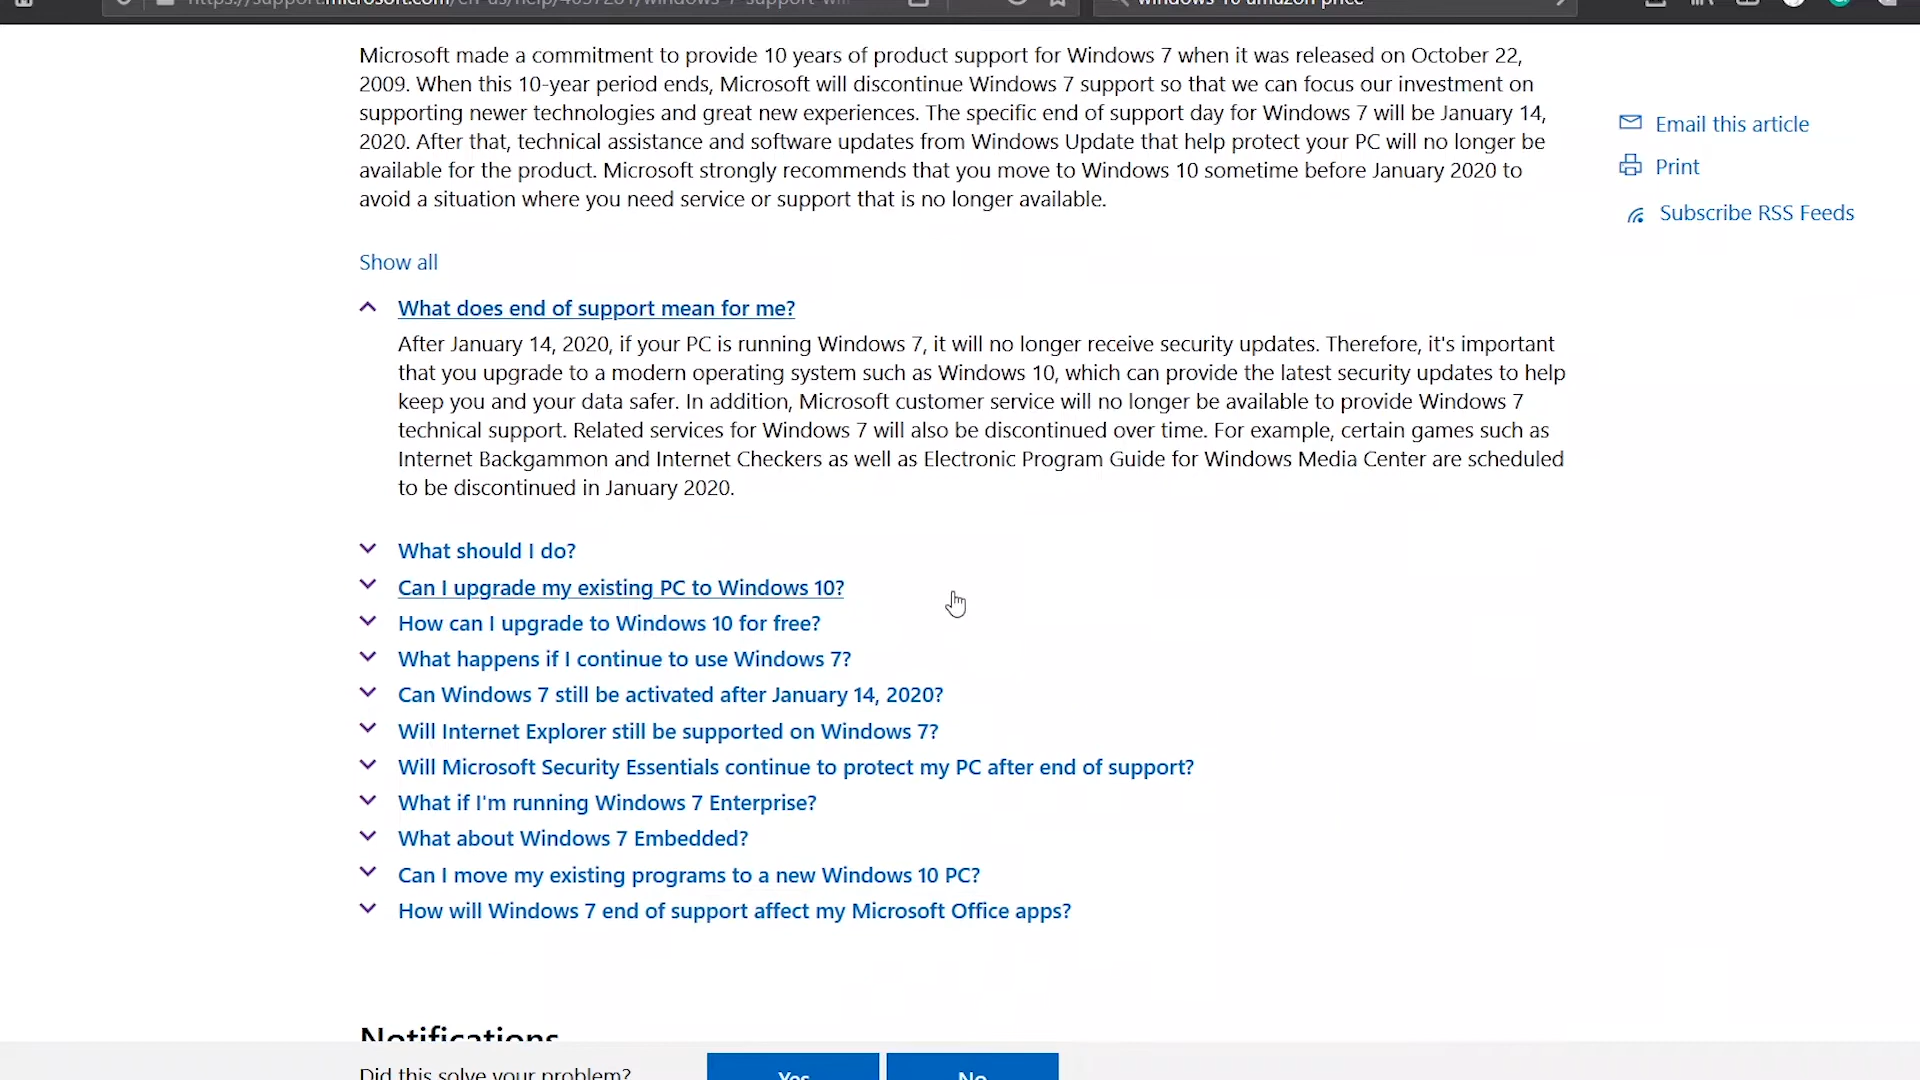 Microsoft made a commitment to provide 10 years of product support for Windows 7 when it was released on October 22,
2009. When this 10-year period ends, Microsoft will discontinue Windows 7 support so that we can focus our investment on
supporting newer technologies and great new experiences. The specific end of support day for Windows 7 will be January 14,
2020. After that, technical assistance and software updates from Windows Update that help protect your PC will no longer be
available for the product. Microsoft strongly recommends that you move to Windows 10 sometime before January 2020 to
avoid a situation where you need service or support that is no longer available.
Email this article
Print
Subscribe RSS Feeds
Show all
What does end of support mean for me?
After January 14, 2020, if your PC is running Windows 7, it will no longer receive security updates. Therefore, it's important
that you upgrade to a modern operating system such as Windows 10, which can provide the latest security updates to help
keep you and your data safer. In addition, Microsoft customer service will no longer be available to provide Windows 7
technical support. Related services for Windows 7 will also be discontinued over time. For example, certain games such as
Internet Backgammon and Internet Checkers as well as Electronic Program Guide for Windows Media Center are scheduled
to be discontinued in January 2020.
What should I do?
Can I upgrade my existing PC to Windows 10?
How can I upgrade to Windows 10 for free?
What happens if I continue to use Windows 7?
Can Windows 7 still be activated after January 14, 2020?
Will Internet Explorer still be supported on Windows 7?
Will Microsoft Security Essentials continue to protect my PC after end of support?
What if I'm running Windows 7 Enterprise?
What about Windows 7 Embedded?
Can I move my existing programs to a new Windows 10 PC?
How will Windows 7 end of support affect my Microsoft Office apps?
Notifications
Did this solve your problem?
Yes
No